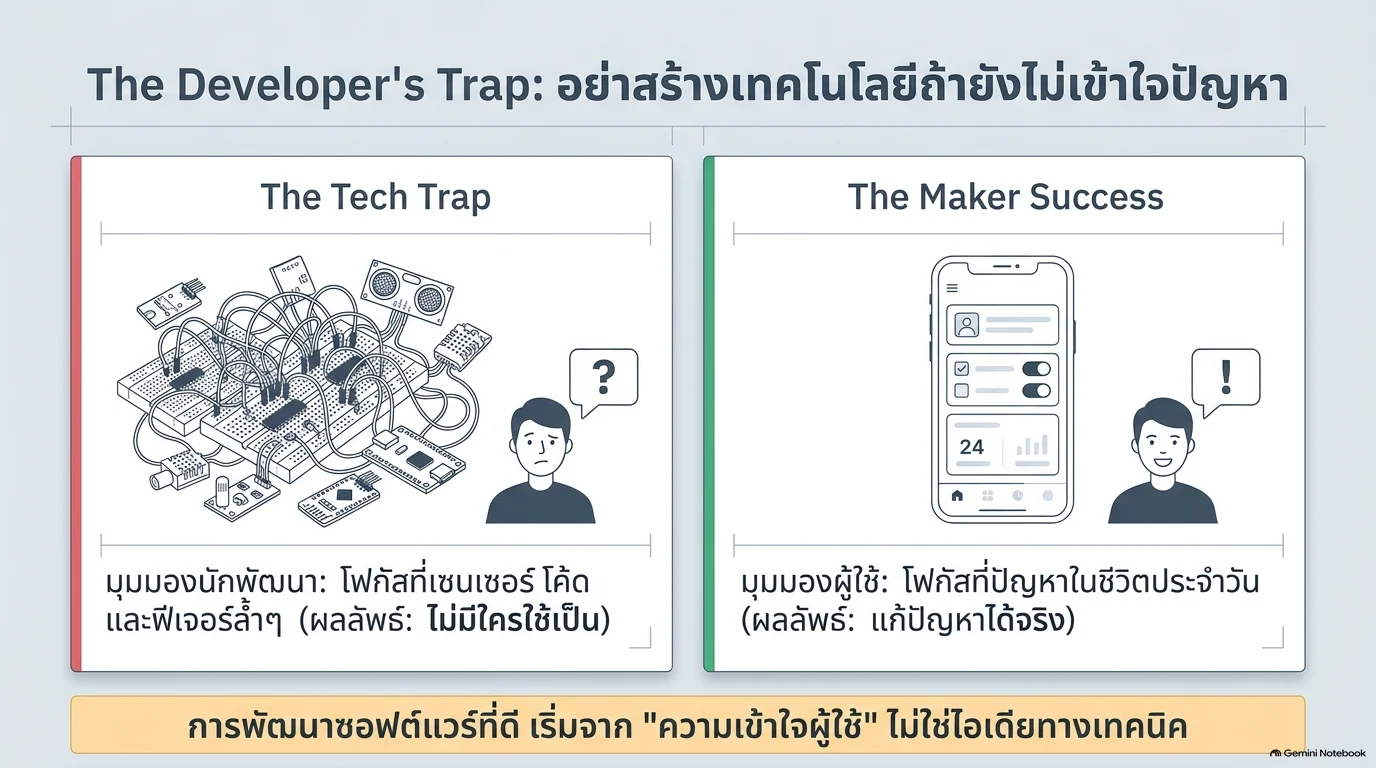 The Developer's Trap: อย่าสร้างเทคโนโลยีถ้ายังไม่เข้าใจปัญหา
The Tech Trap
?
มุมมองนักพัฒนา: โฟกัสที่เซนเซอร์ โค้ด
และฟีเจอร์ล้ำๆ (ผลลัพธ์: ไม่มีใครใช้เป็น)
The Maker Success
24
!
มุมมองผู้ใช้: โฟกัสที่ปัญหาในชีวิตประจำวัน
(ผลลัพธ์: แก้ปัญหาได้จริง)
การพัฒนาซอฟต์แวร์ที่ดี เริ่มจาก "ความเข้าใจผู้ใช้" ไม่ใช่ไอเดียทางเทคนิค
Gemini Notebook